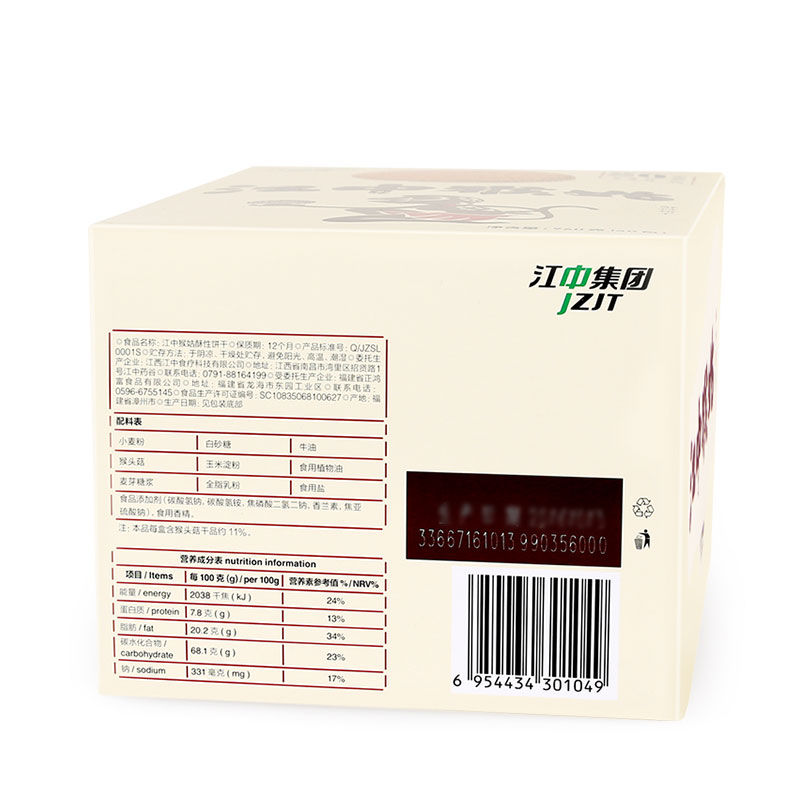 江中猴姑
江中集团
JZJT
◎食品名称：江中猴姑酥性饼干◎保质期：12个月◎产品标准号：Q/JZSL
0001S◎贮存方法：于阴凉、干燥处贮存，避免阳光、高温、潮湿◎委托生
产企业：江西江中食疗科技有限公司◎地址：江西省南昌市湾里区招贤路1
号江中药谷◎联系电话：0791-88164199◎受委托生产企业：福建省正鸿
富食品有限公司◎地址：福建省龙海市东园工业区◎联系电话：
0596-6755145◎食品生产许可证编号：SC10835068100627◎产地：福
建省漳州市◎生产日期：见包装底部
配料表
小麦粉 白砂糖 牛油
猴头菇 玉米淀粉 食用植物油
麦芽糖浆 全脂乳粉 食用盐
食品添加剂（碳酸氢钠，碳酸氢铵，焦磷酸二氢二钠，香兰素，焦亚
硫酸钠），食用香精。
注：本品每盒含猴头菇干品约 11%。
营养成分表 nutrition information
项目 / Items 每 100 克 (g) / per 100g 营养素参考值 % / NRV%
能量 / energy 2038 千焦 ( kJ ) 24%
蛋白质 / protein 7.8 克 ( g ) 13%
脂肪 / fat 20.2 克 ( g ) 34%
碳水化合物 /
carbohydrate 68.1 克 ( g ) 23%
钠 / sodium 331 毫克 ( mg ) 17%
33667161013 990356000
6 954434 301049